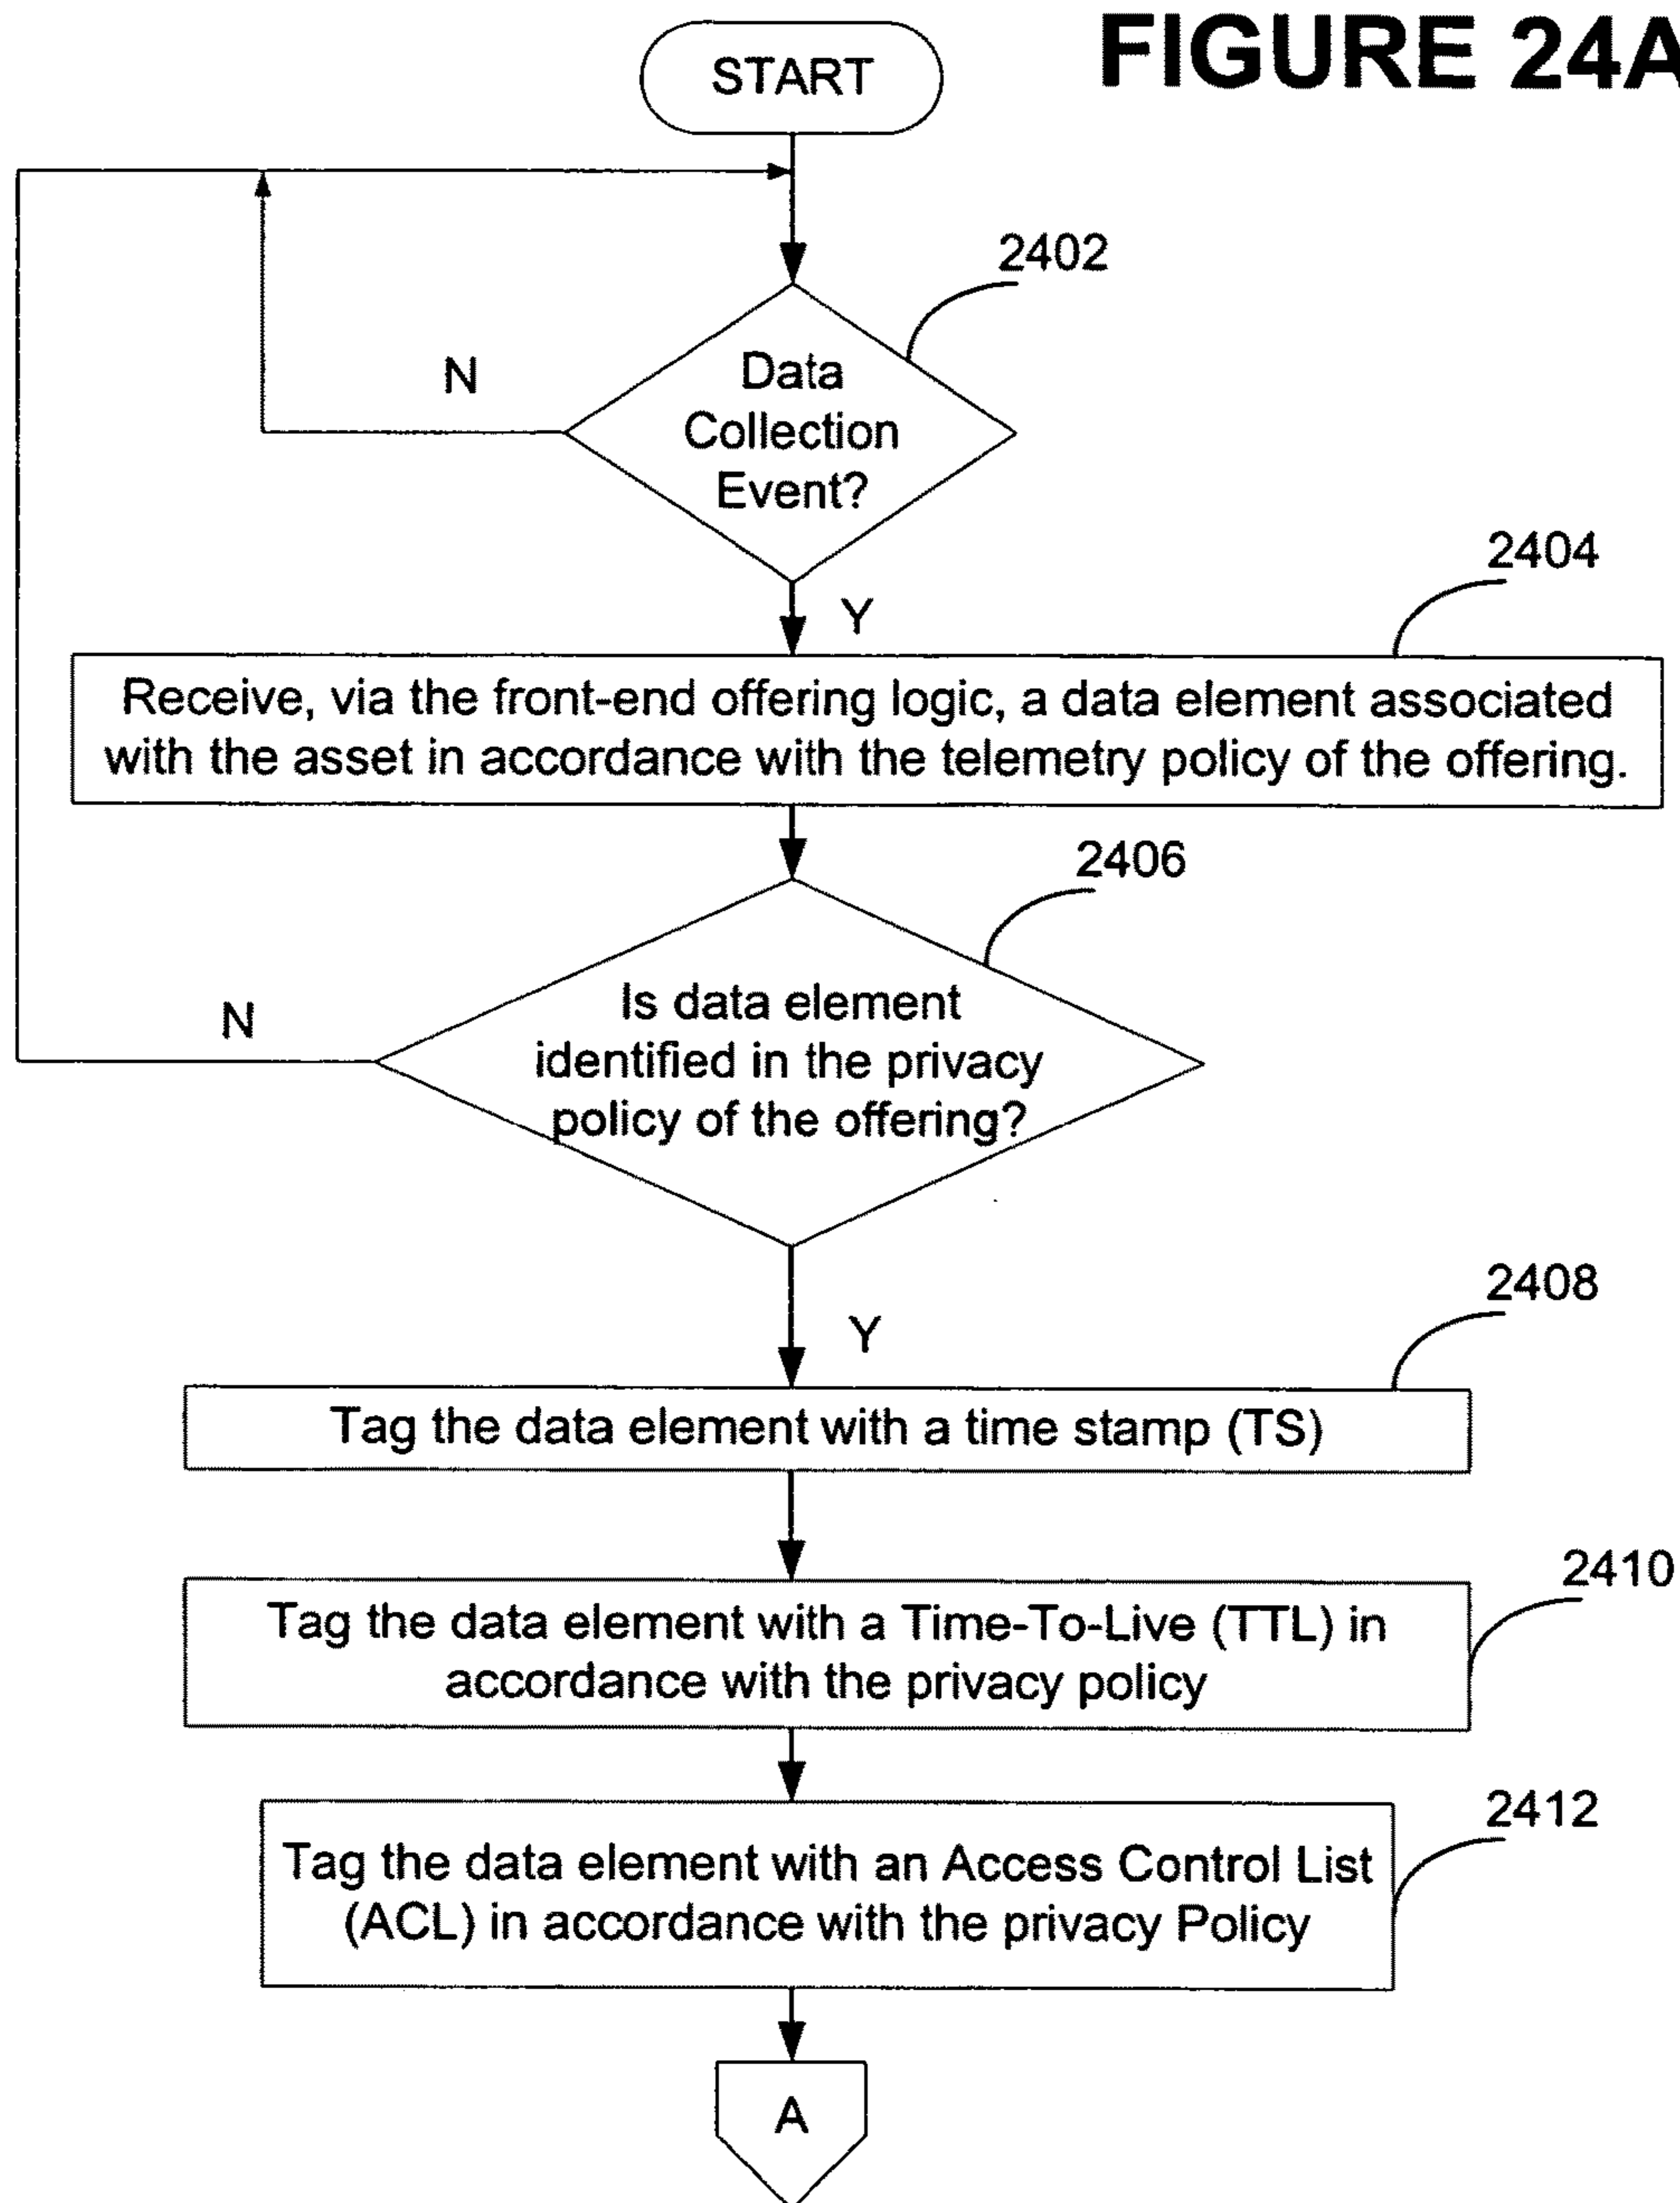 FIGURE 24A
START
2402
Data
Collection
Event?
N
Y
2404
Receive, via the front-end offering logic, a data element associated
with the asset in accordance with the telemetry policy of the offering.
2406
Is data element
identified in the privacy
policy of the offering?
N
Y
2408
Tag the data element with a time stamp (TS)
2410
Tag the data element with a Time-To-Live (TTL) in
accordance with the privacy policy
2412
Tag the data element with an Access Control List
(ACL) in accordance with the privacy Policy
A